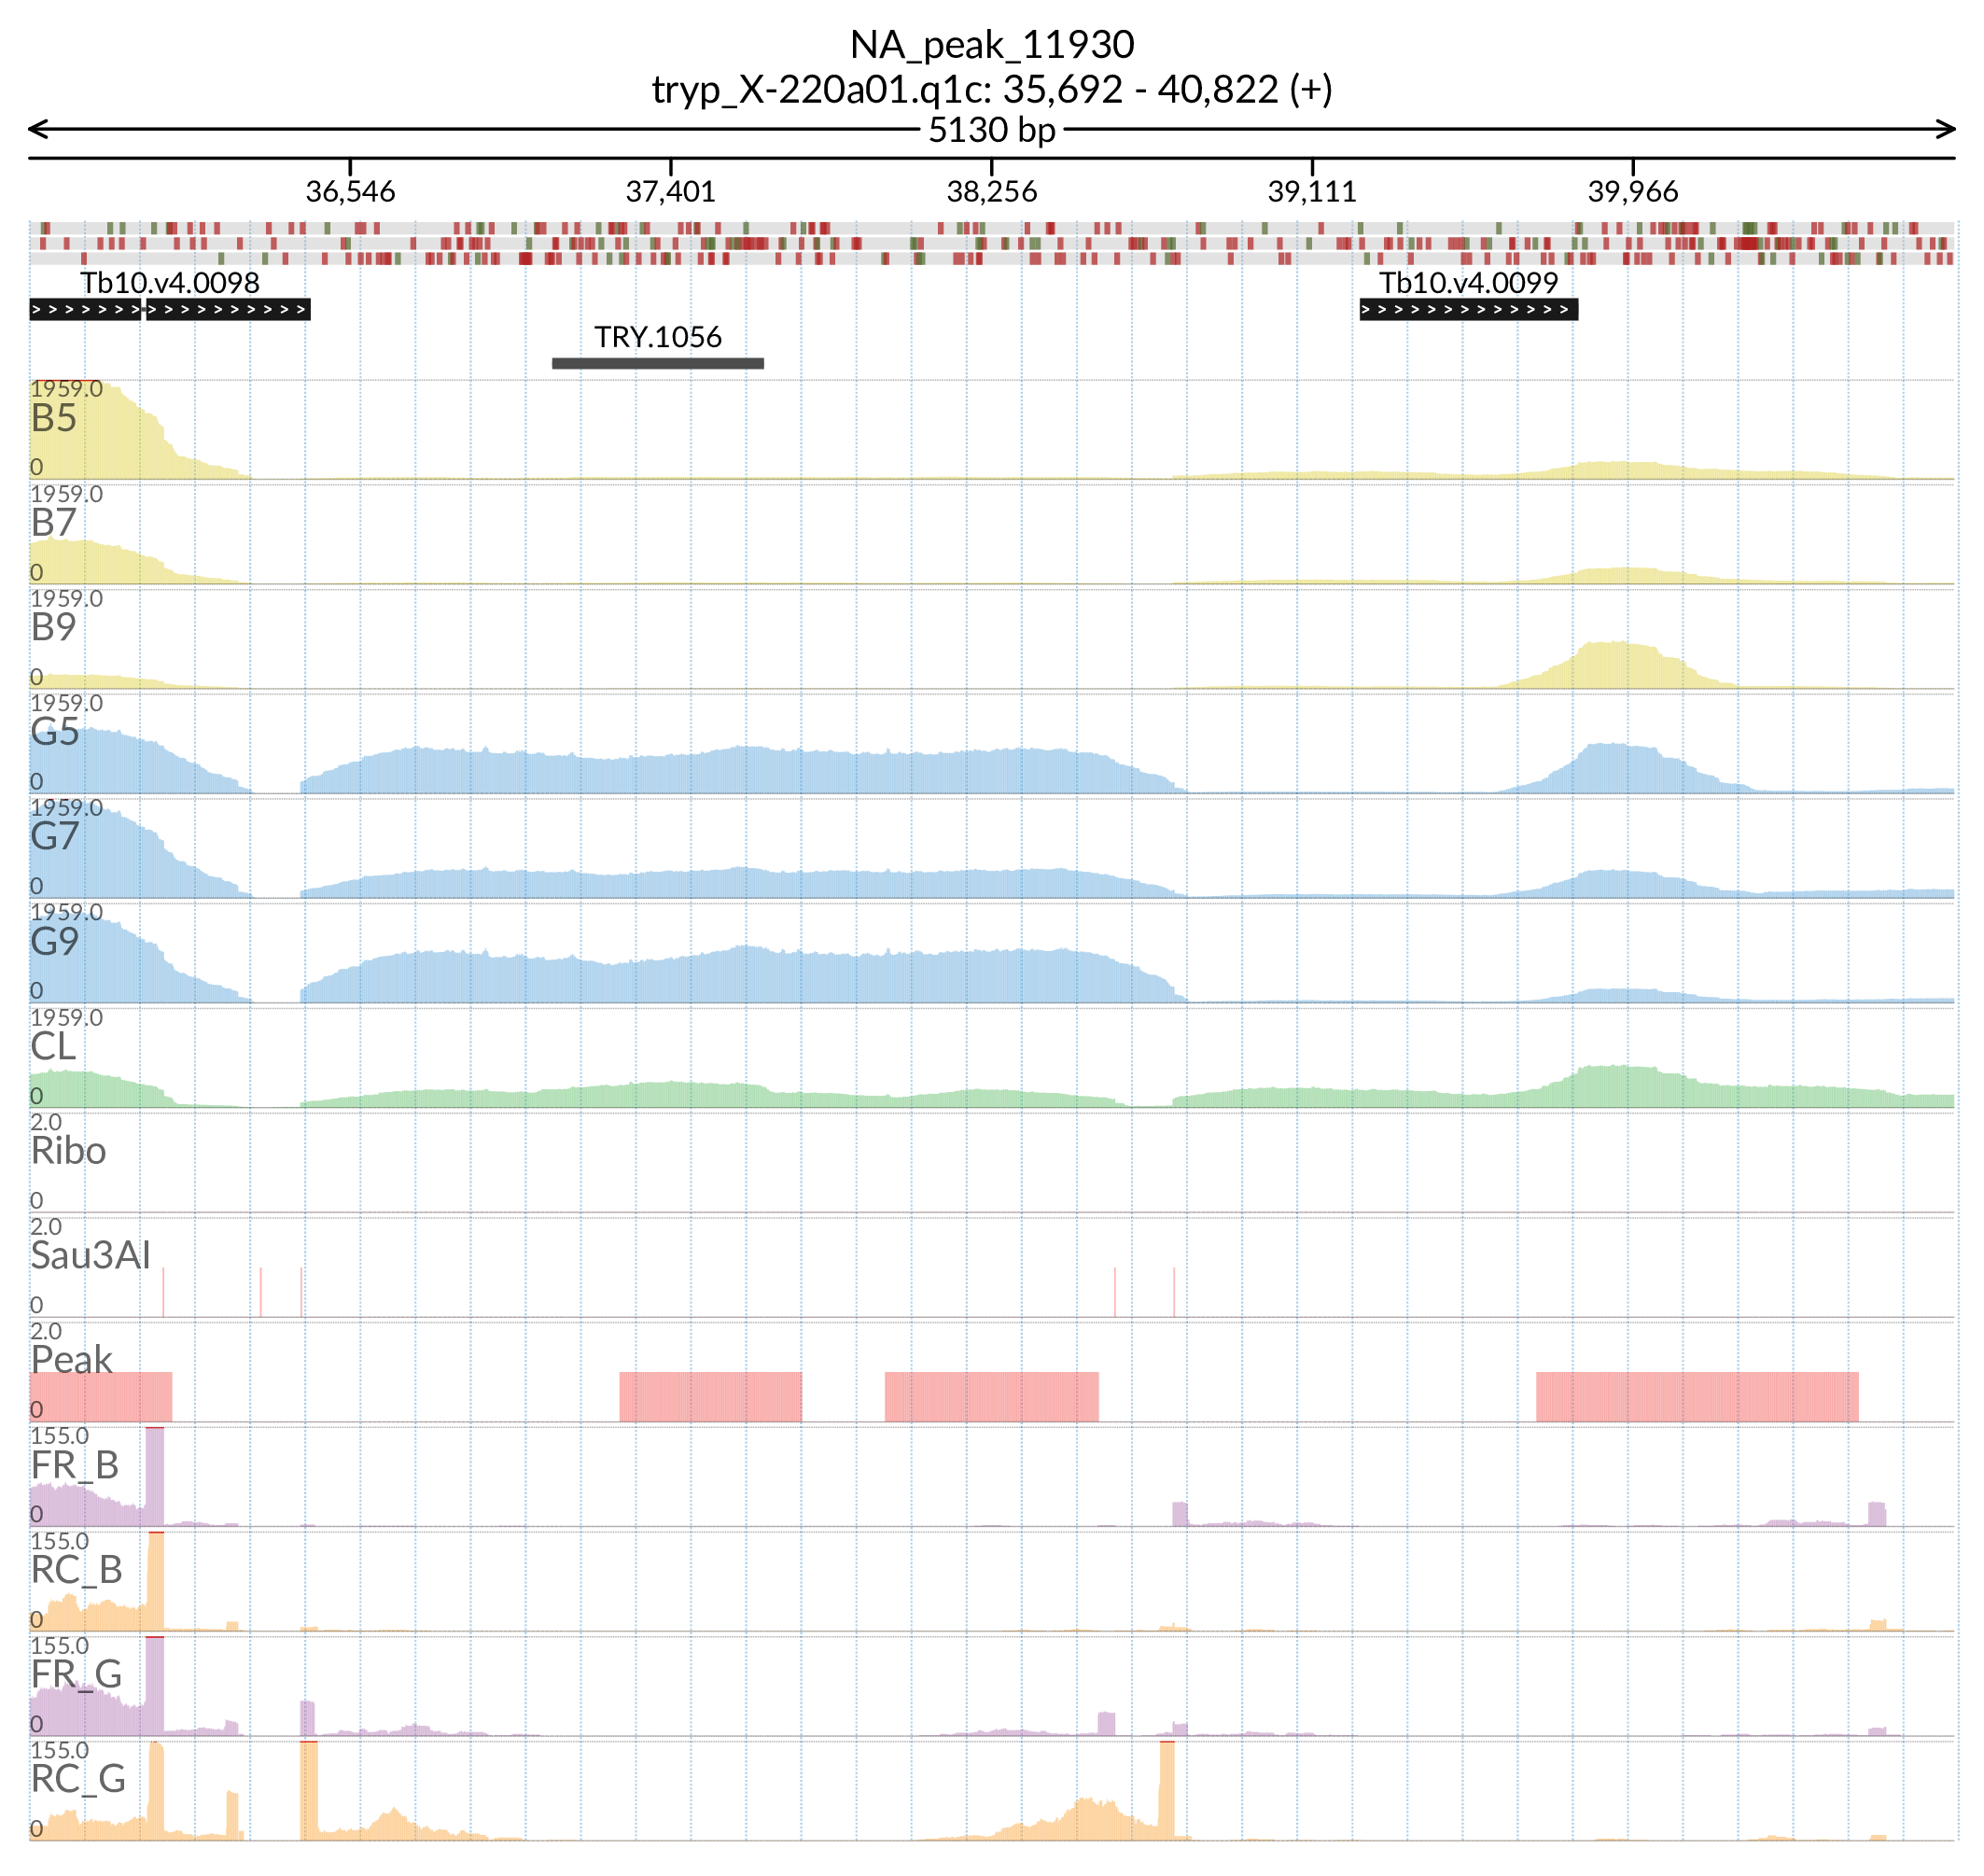 NA_peak_11930
tryp_X-220a01.q1c: 35,692 - 40,822 (+)
5130 bp
36,546 37,401 38,256 39,111 39,966
Tb10.v4.0098 Tb10.v4.0099
TRY.1056
1959.0
B5
0
1959.0
B7
0
1959.0
B9
0
1959.0
G5
0
1959.0
G7
0
1959.0
G9
0
1959.0
CL
0
2.0
Ribo
0
2.0
Sau3AI
0
2.0
Peak
0
155.0
FR_B
0
155.0
RC_B
0
155.0
FR_G
0
155.0
RC_G
0